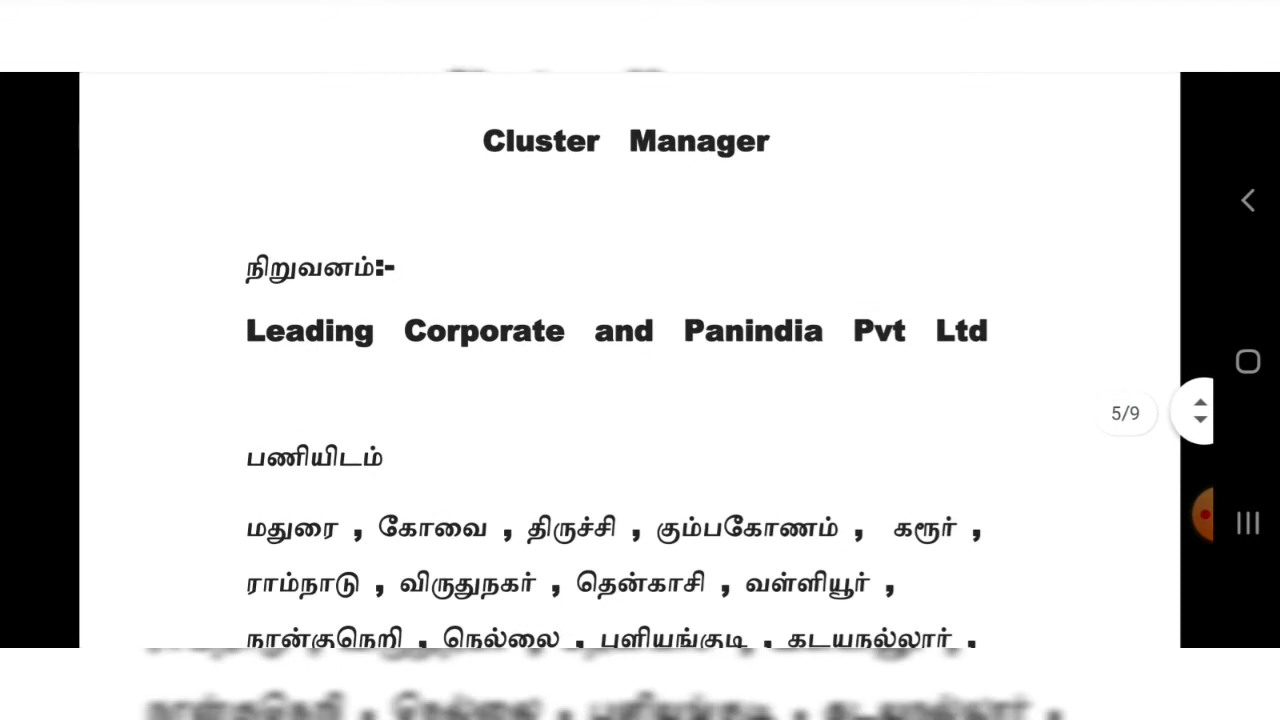 Cluster Manager
நிறுவனம்:-
Leading Corporate and Panindia Pvt Ltd
5/9
பணியிடம்
மதுரை , கோவை , திருச்சி , கும்பகோணம் , கரூர் ,
ராம்நாடு , விருதுநகர் , தென்காசி , வள்ளியூர் ,
நான்குநெறி , நெல்லை , புளியங்குடி , கடயநல்லூர் ,